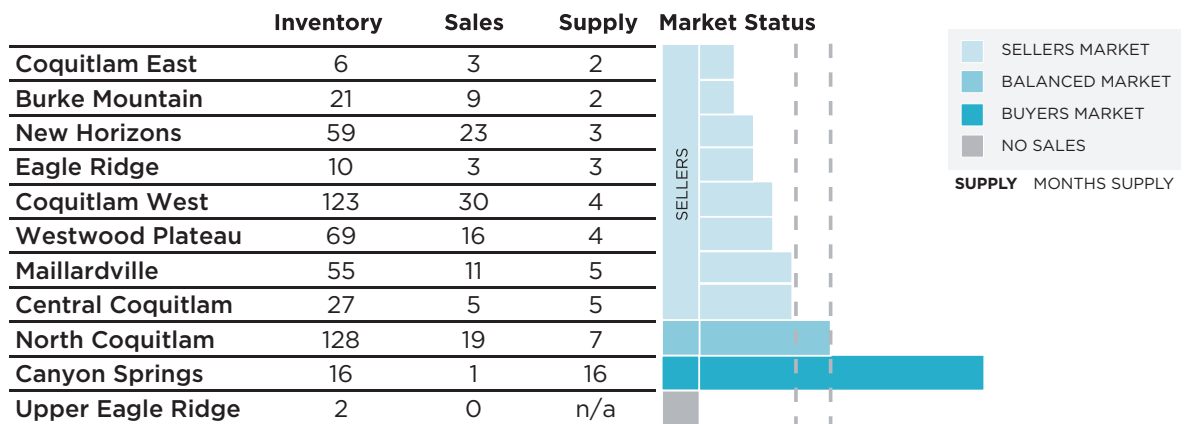 Inventory Sales Supply Market Status
Coquitlam East 6 3 2
Burke Mountain 21 9 2
New Horizons 59 23 3
Eagle Ridge 10 3 3
Coquitlam West 123 30 4
Westwood Plateau 69 16 4
Maillardville 55 11 5
Central Coquitlam 27 5 5
North Coquitlam 128 19 7
Canyon Springs 16 1 16
Upper Eagle Ridge 2 0 n/a
SELLERS
SELLERS MARKET
BALANCED MARKET
BUYERS MARKET
NO SALES
SUPPLY MONTHS SUPPLY